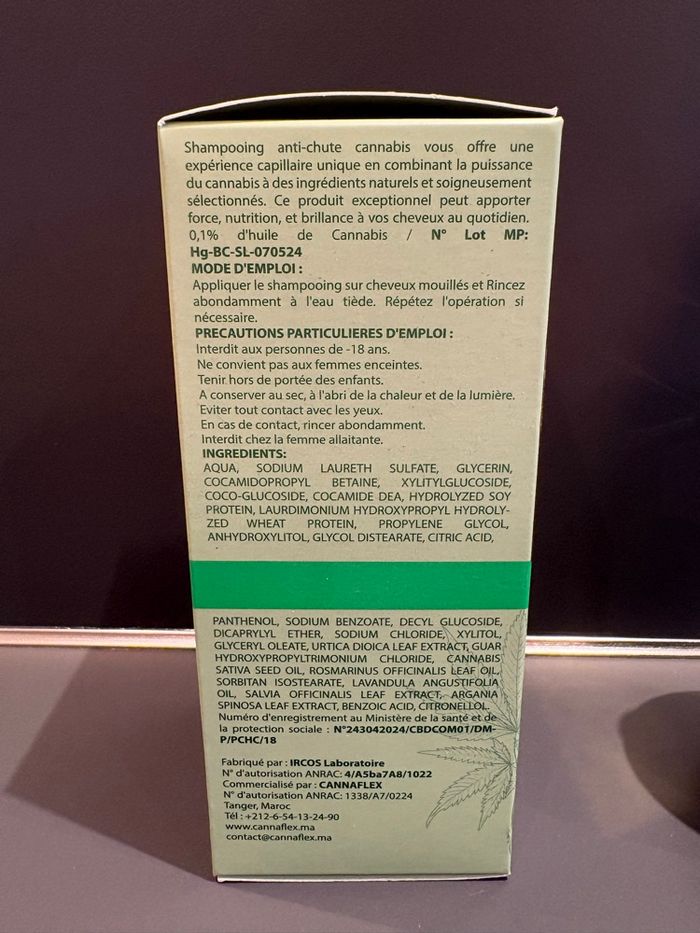 Shampooing anti-chute cannabis vous offre une
expérience capillaire unique en combinant la puissance
du cannabis à des ingrédients naturels et soigneusement
sélectionnés. Ce produit exceptionnel peut apporter
force, nutrition, et brillance à vos cheveux au quotidien.
0,1% d'huile de Cannabis / N° Lot MP:
Hg-BC-SL-070524
MODE D'EMPLOI :
Appliquer le shampooing sur cheveux mouillés et Rincez
abondamment à l'eau tiède. Répétez l'opération si
nécessaire.
PRECAUTIONS PARTICULIERES D'EMPLOI :
Interdit aux personnes de -18 ans.
Ne convient pas aux femmes enceintes.
Tenir hors de portée des enfants.
A conserver au sec, à l'abri de la chaleur et de la lumière.
Eviter tout contact avec les yeux.
En cas de contact, rincer abondamment.
Interdit chez la femme allaitante.
INGREDIENTS:
AQUA, SODIUM LAURETH SULFATE, GLYCERIN,
COCAMIDOPROPYL BETAINE, XYLITYLGLUCOSIDE,
COCO-GLUCOSIDE, COCAMIDE DEA, HYDROLYZED SOY
PROTEIN, LAURDIMONIUM HYDROXYPROPYL HYDROLY-
ZED WHEAT PROTEIN, PROPYLENE GLYCOL,
ANHYDROXYLITOL, GLYCOL DISTEARATE, CITRIC ACID,
PANTHENOL, SODIUM BENZOATE, DECYL GLUCOSIDE,
DICAPRYLYL ETHER, SODIUM CHLORIDE, XYLITOL,
GLYCERYL OLEATE, URTICA DIOICA LEAF EXTRACT, GUAR
HYDROXYPROPYLTRIMONIUM CHLORIDE, CANNABIS
SATIVA SEED OIL, ROSMARINUS OFFICINALIS LEAF OIL,
SORBITAN ISOSTEARATE, LAVANDULA ANGUSTIFOLIA
OIL, SALVIA OFFICINALIS LEAF EXTRACT, ARGANIA
SPINOSA LEAF EXTRACT, BENZOIC ACID, CITRONELLOL.
Numéro d'enregistrement au Ministère de la santé et de
la protection sociale : N°243042024/CBDCOM01/DM-
P/PCHC/18
Fabriqué par : IRCOS Laboratoire
N° d'autorisation ANRAC: 4/A5ba7A8/1022
Commercialisé par : CANNAFLEX
N° d'autorisation ANRAC: 1338/A7/0224
Tanger, Maroc
Tél : +212-6-54-13-24-90
www.cannaflex.ma
contact@cannaflex.ma